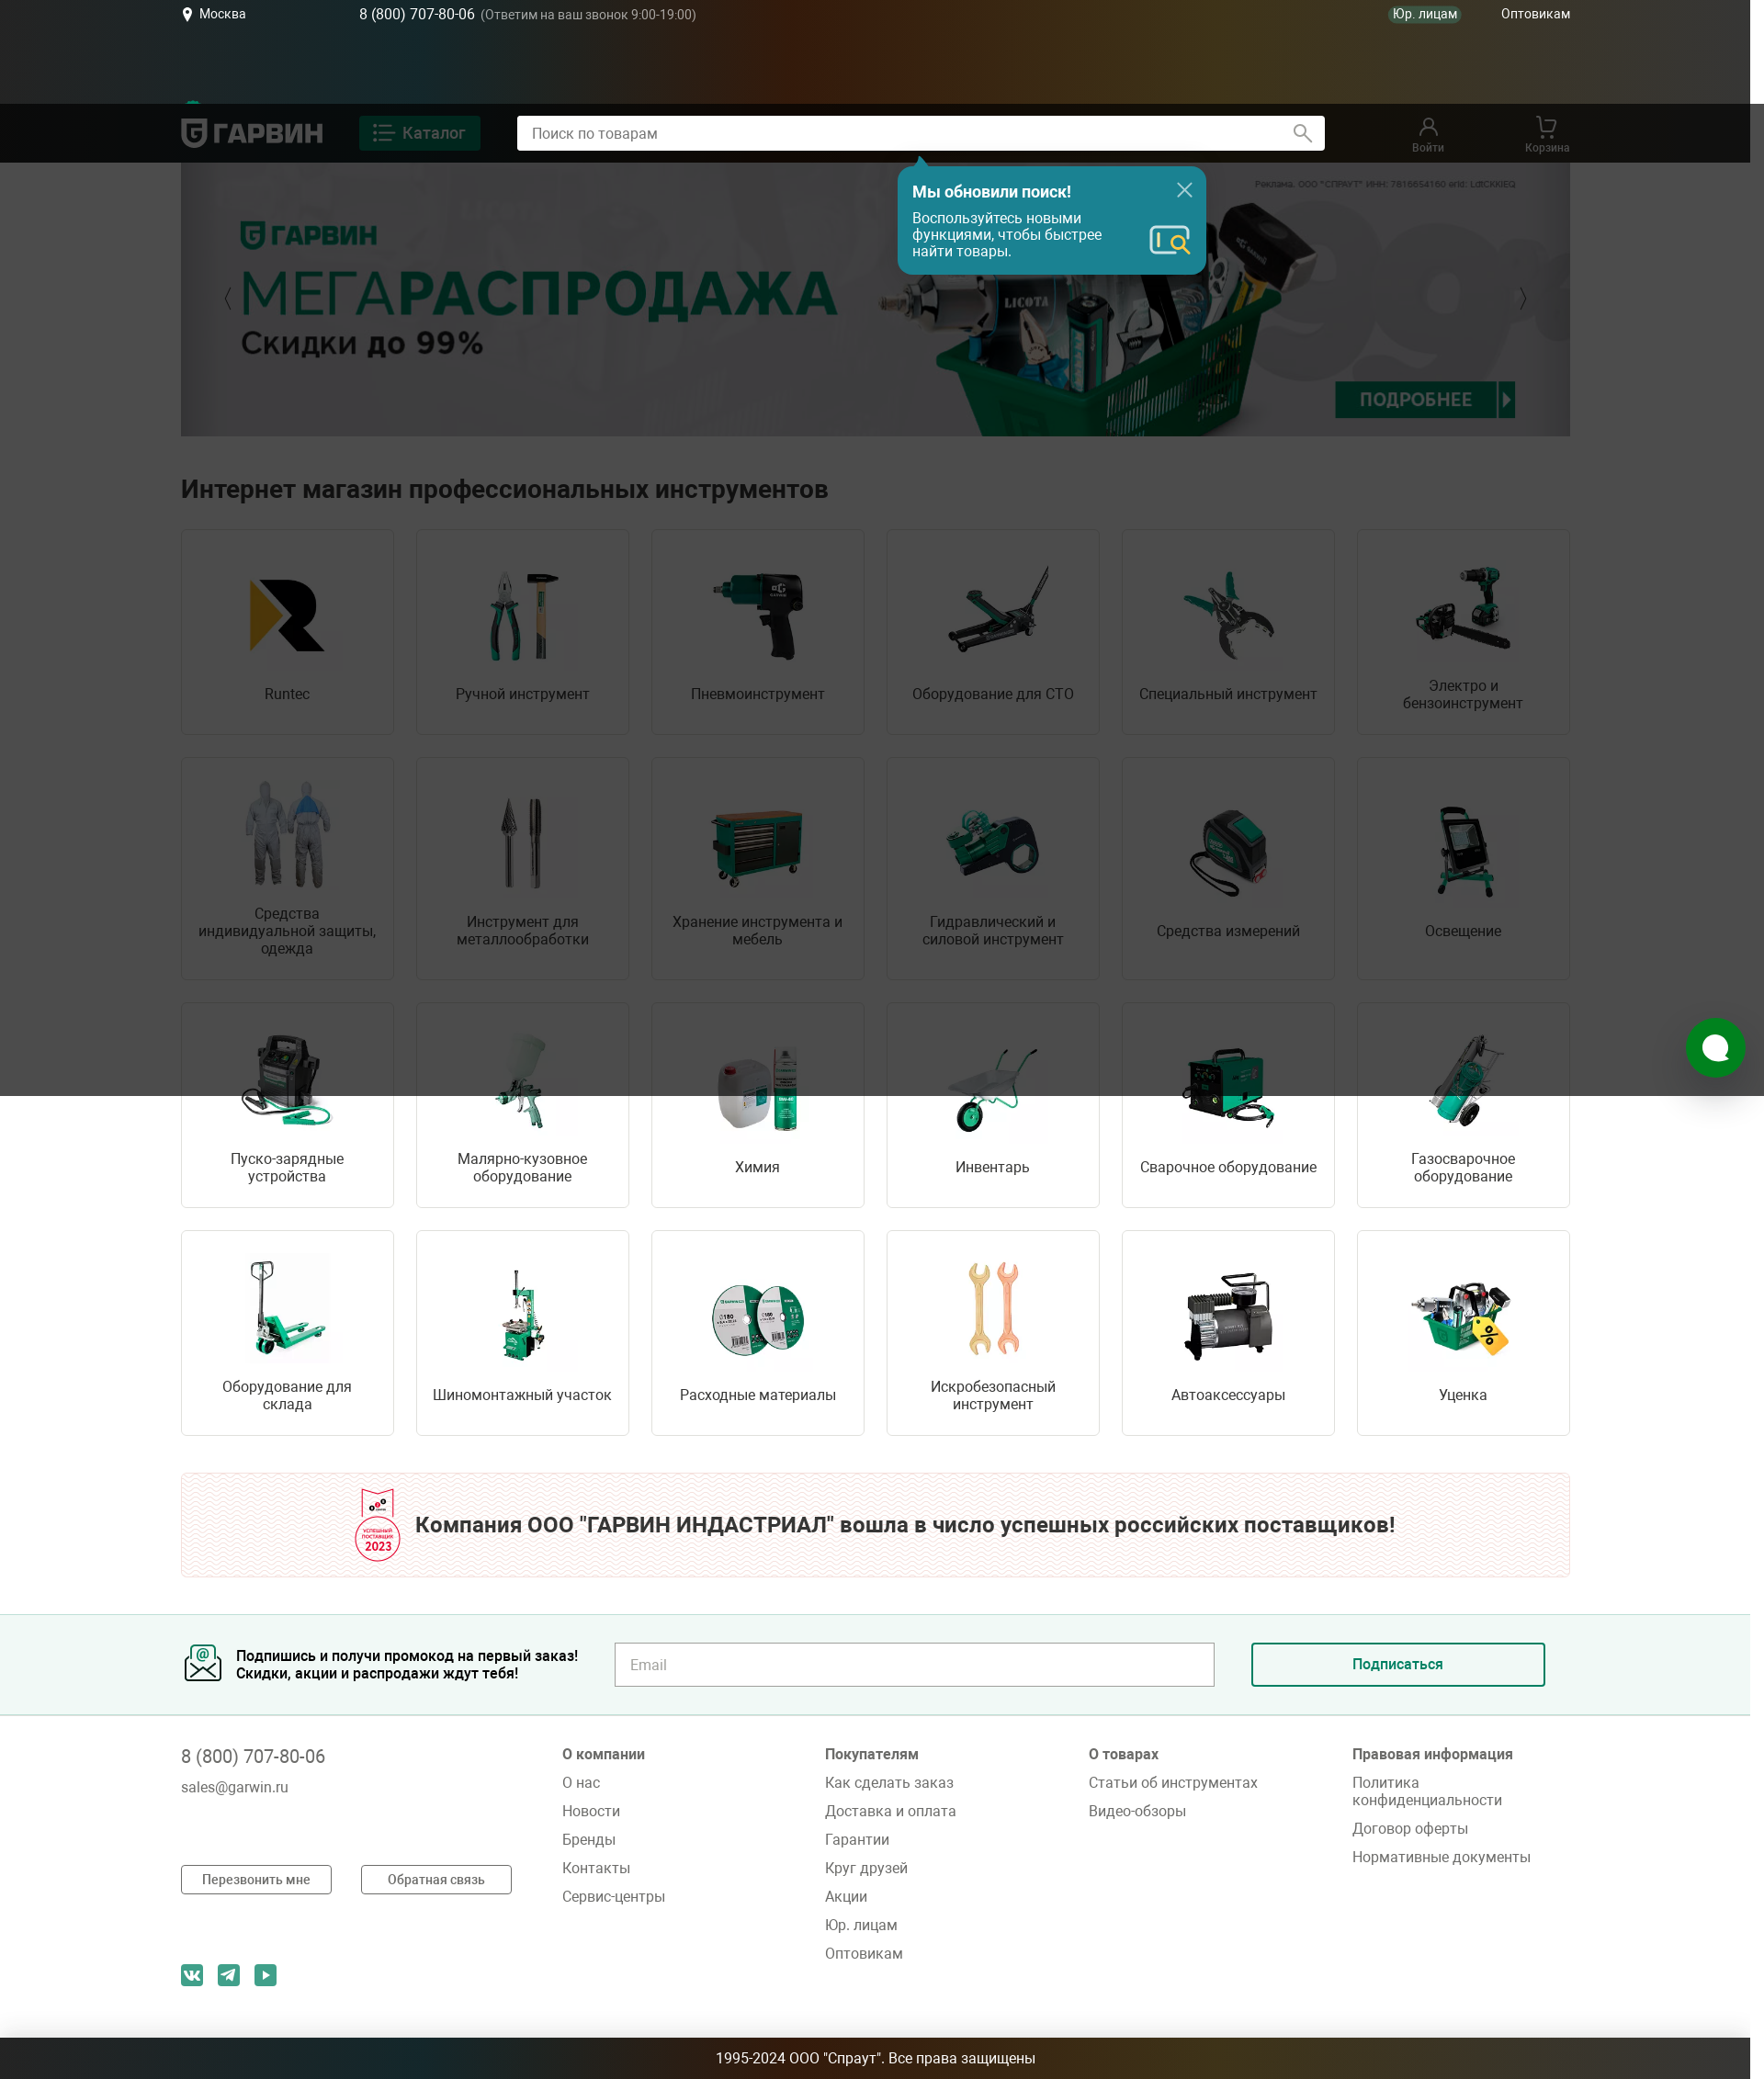 Москва
8 (800) 707-80-06 (Ответим на ваш звонок 9:00-19:00)
Юр. лицам
Оптовикам
ГАРВИН
Каталог
Поиск по товарам
Войти
Корзина
Мы обновили поиск!
Воспользуйтесь новыми
функциями, чтобы быстрее
найти товары.
ГАРВИН
МЕГАРАСПРОДАЖА
Скидки до 99%
LICOTA
ПОДРОБНЕЕ
Интернет магазин профессиональных инструментов
Runtec
Ручной инструмент
Пневмоинструмент
Оборудование для СТО
Специальный инструмент
Электро и
бензоинструмент
Средства
индивидуальной защиты,
одежда
Инструмент для
металлообработки
Хранение инструмента и
мебель
Гидравлический и
силовой инструмент
Средства измерений
Освещение
Пуско-зарядные
устройства
Малярно-кузовное
оборудование
Химия
Инвентарь
Сварочное оборудование
Газосварочное
оборудование
Оборудование для
склада
Шиномонтажный участок
Расходные материалы
Искробезопасный
инструмент
Автоаксессуары
Уценка
УСПЕШНЫЙ
ПОСТАВЩИК
2023
Компания ООО "ГАРВИН ИНДАСТРИАЛ" вошла в число успешных российских поставщиков!
Подпишись и получи промокод на первый заказ!
Скидки, акции и распродажи ждут тебя!
Email
Подписаться
8 (800) 707-80-06
sales@garwin.ru
Перезвонить мне
Обратная связь
О компании
О нас
Новости
Бренды
Контакты
Сервис-центры
Покупателям
Как сделать заказ
Доставка и оплата
Гарантии
Круг друзей
Акции
Юр. лицам
Оптовикам
О товарах
Статьи об инструментах
Видео-обзоры
Правовая информация
Политика
конфиденциальности
Договор оферты
Нормативные документы
1995-2024 ООО "Спраут". Все права защищены